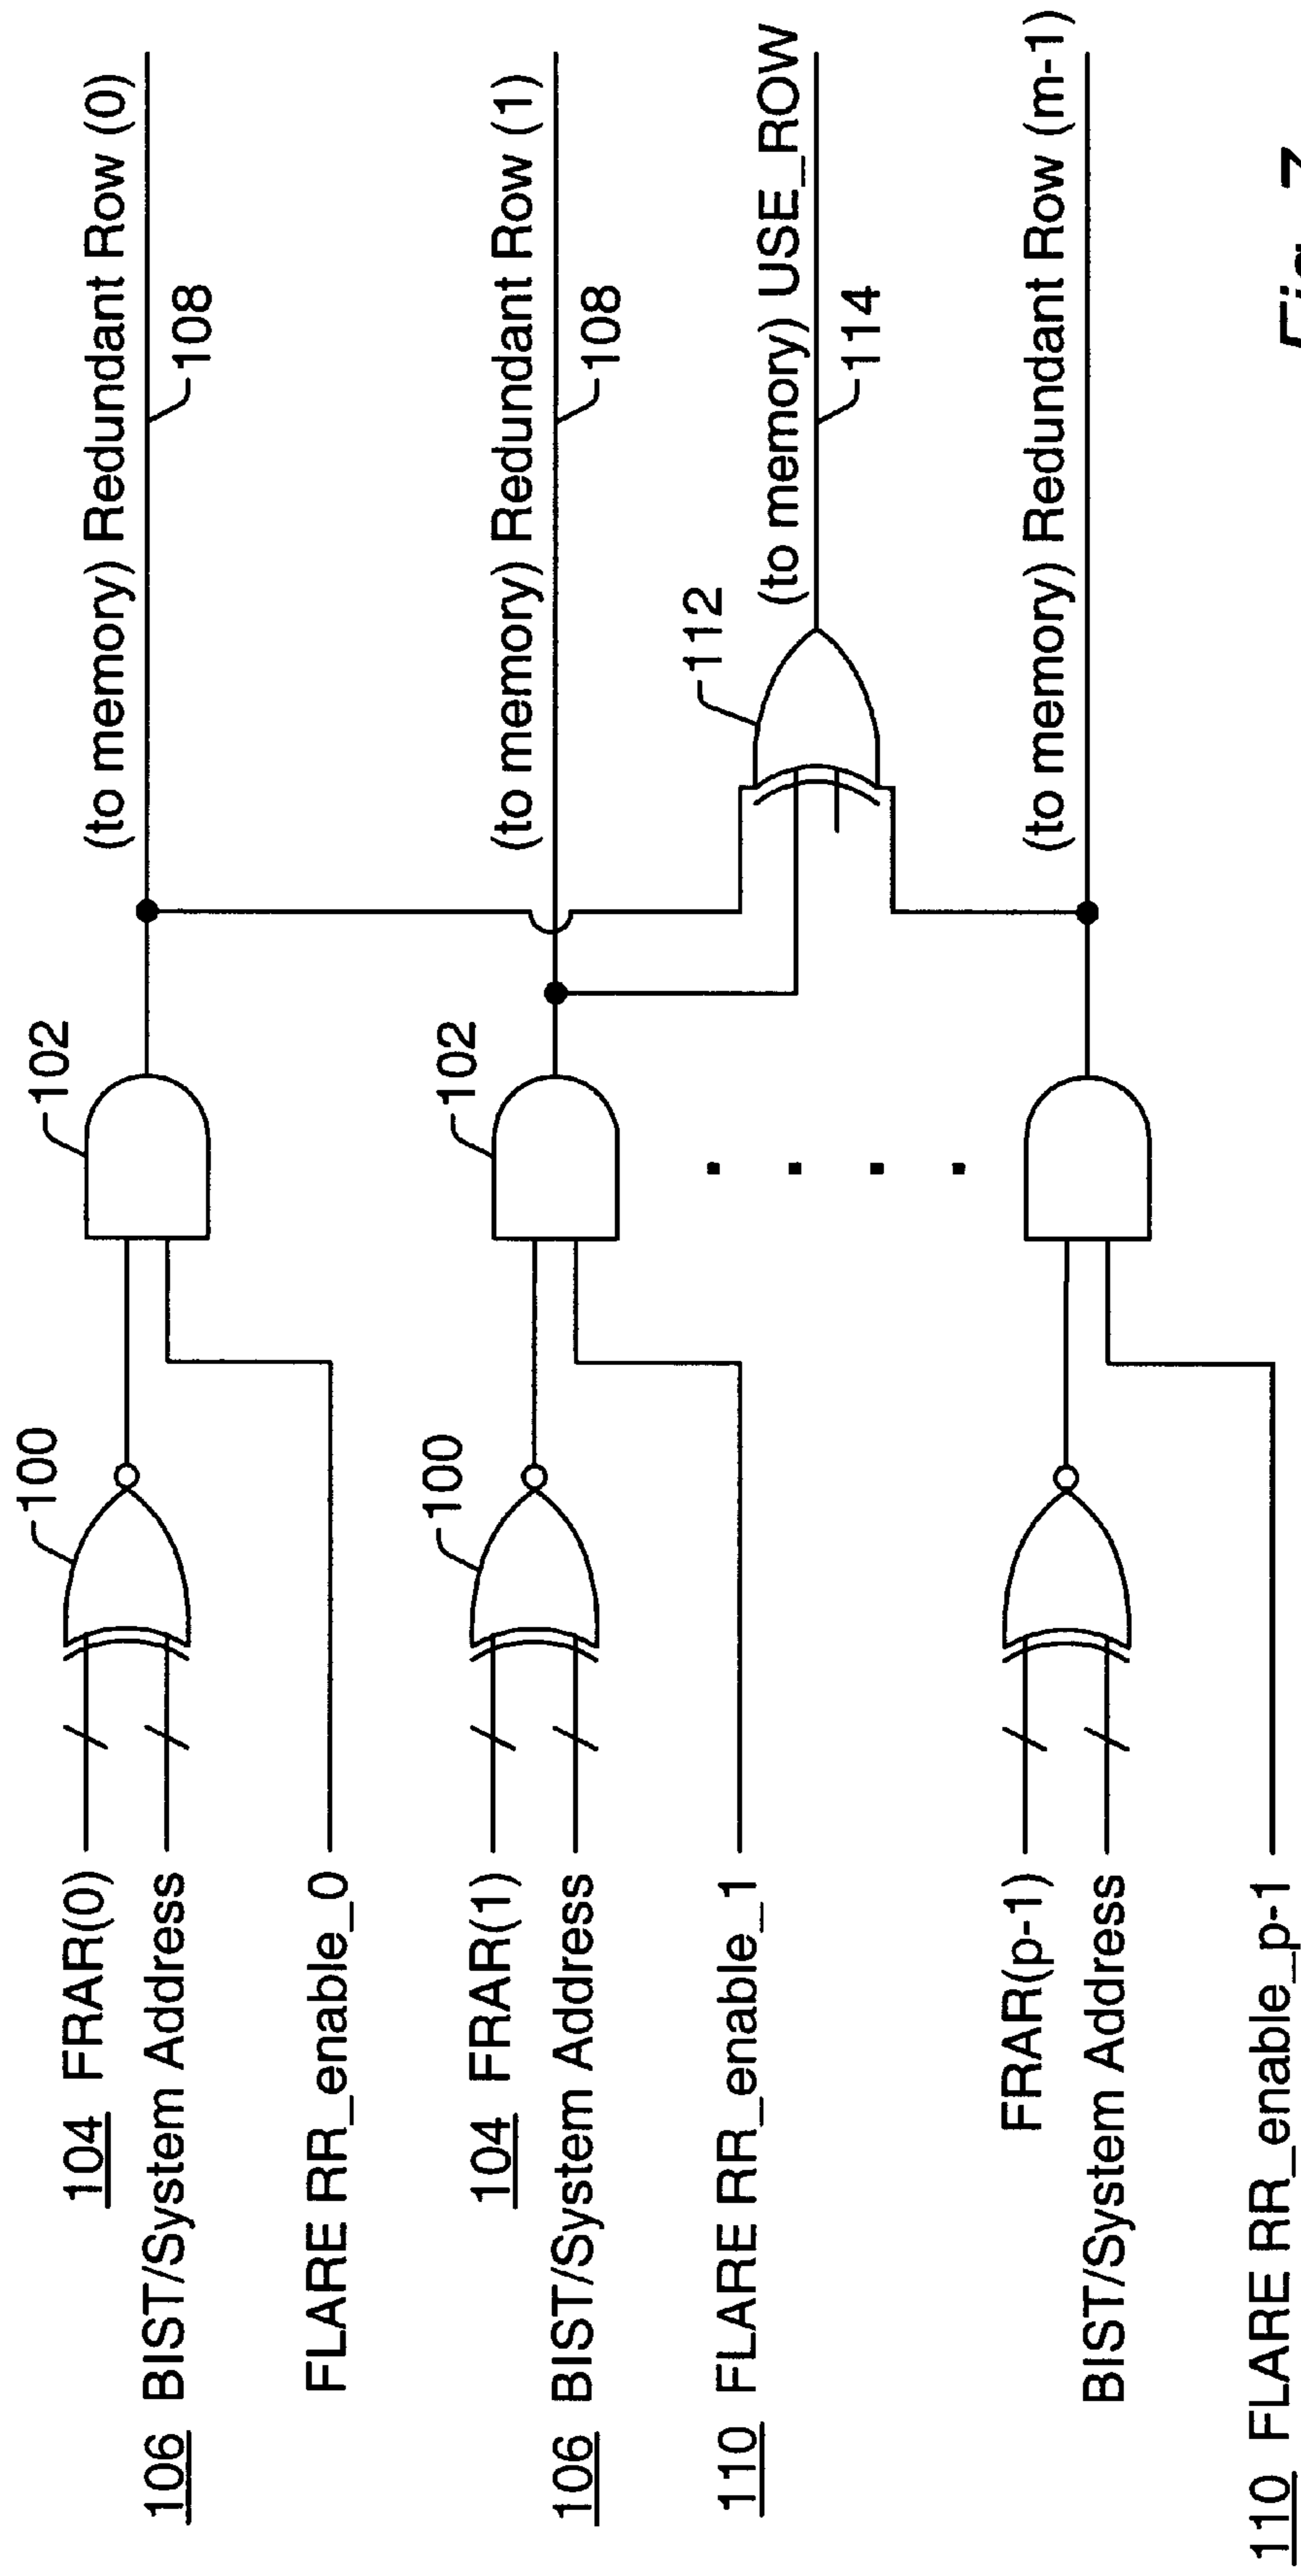 100
102
(to memory) Redundant Row (0)
108
104 FRAR(0)
106 BIST/System Address
FLARE RR_enable_0
100
102
(to memory) Redundant Row (1)
108
104 FRAR(1)
106 BIST/System Address
110 FLARE RR_enable_1
112
(to memory) USE_ROW
114
(to memory) Redundant Row (m-1)
FRAR(p-1)
BIST/System Address
110 FLARE RR_enable_p-1